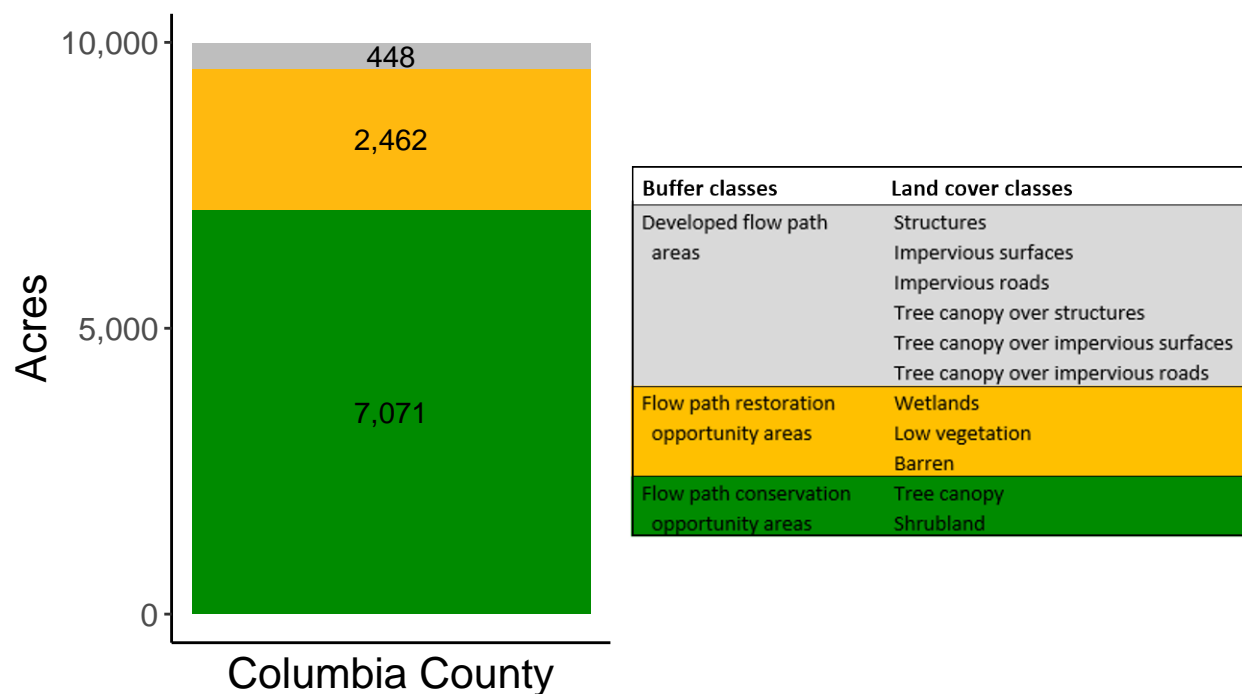 10,000
448
2,462
7,071
5,000
0
Acres
Columbia County
Buffer classes Land cover classes
Developed flow path Structures
areas Impervious surfaces
Impervious roads
Tree canopy over structures
Tree canopy over impervious surfaces
Tree canopy over impervious roads
Flow path restoration Wetlands
opportunity areas Low vegetation
Barren
Flow path conservation Tree canopy
opportunity areas Shrubland